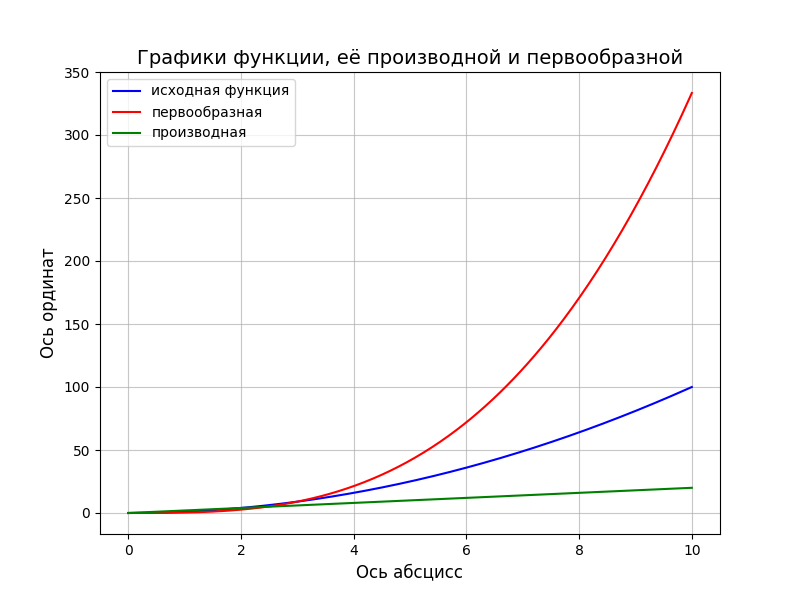 Графики функции, её производной и первообразной
исходная функция
первообразная
производная
Ось ординат
350
300
250
200
150
100
50
0
0 2 4 6 8 10
Ось абсцисс